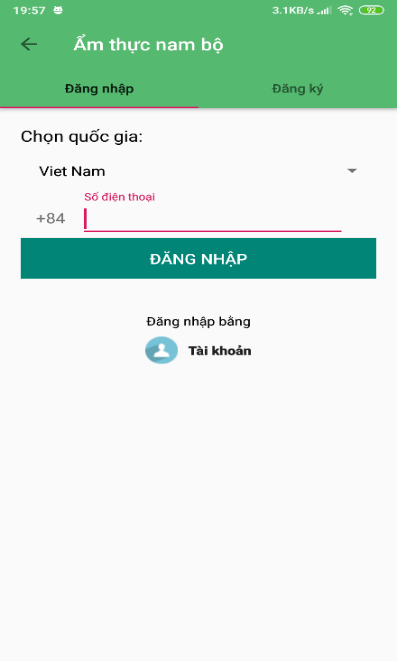 19:57 3.1KB/s 92
Ẩm thực nam bộ
Đăng nhập Đăng ký
Chọn quốc gia:
Viet Nam
Số điện thoại
+84
ĐĂNG NHẬP
Đăng nhập bằng
Tài khoản